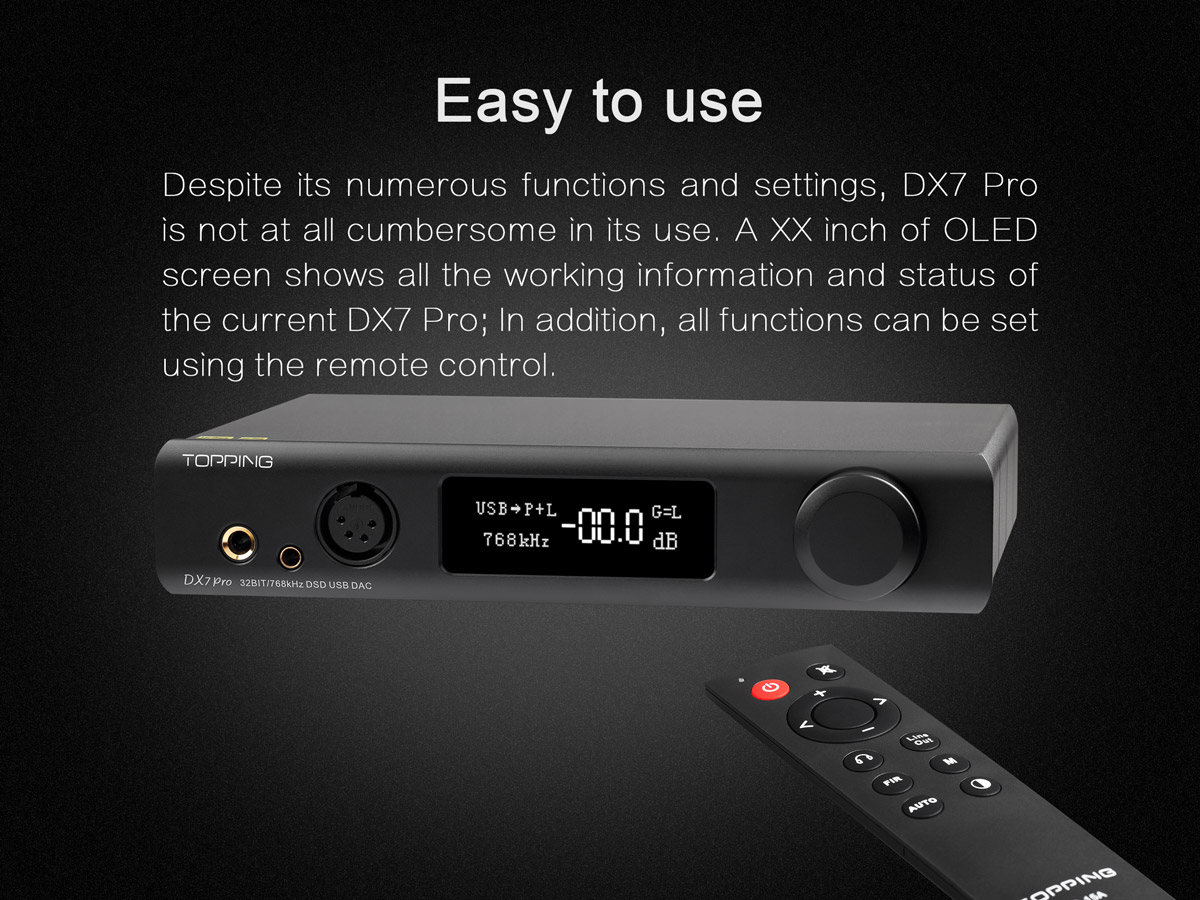 Easy to use
Despite its numerous functions and settings, DX7 Pro
is not at all cumbersome in its use. A XX inch of OLED
screen shows all the working information and status of
the current DX7 Pro; In addition, all functions can be set
using the remote control.
TOPPING
USB→P+L
-00.0
G=L
768kHz
dB
DX7 Pro 32BIT/768kHz DSD USB DAC
Line
Out
M
FIR
AUTO
TOPPING